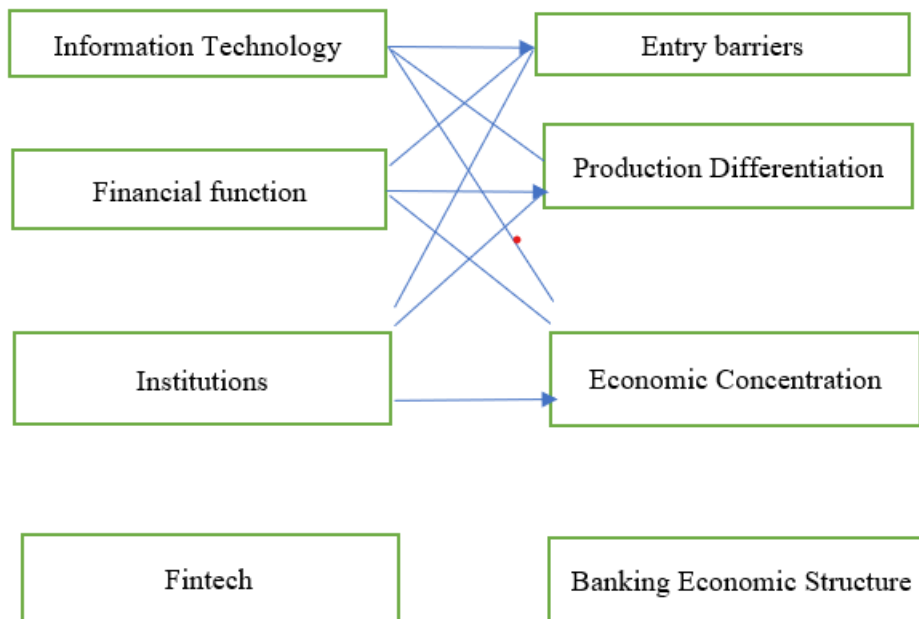 Information Technology
Entry barriers
Financial function
Production Differentiation
Institutions
Economic Concentration
Fintech
Banking Economic Structure